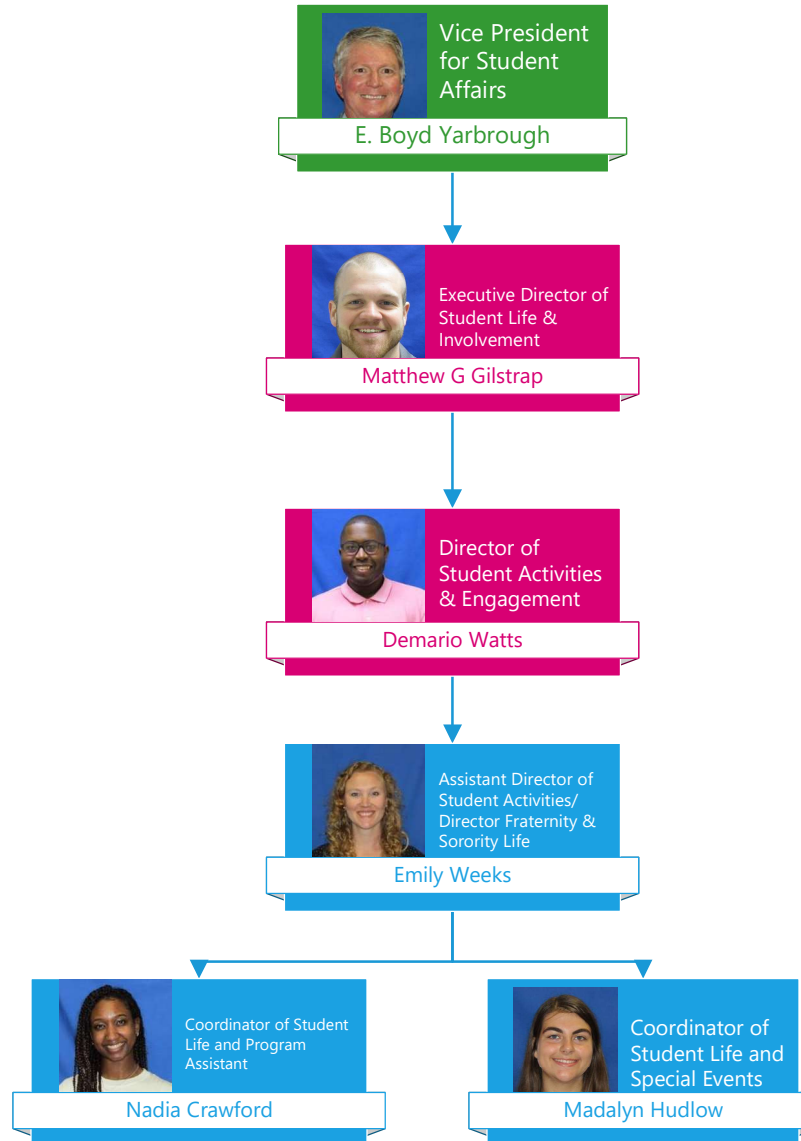 Vice President
for Student
Affairs
E. Boyd Yarbrough
Executive Director of
Student Life &
Involvement
Matthew G Gilstrap
Director of
Student Activities
& Engagement
Demario Watts
Assistant Director of
Student Activities/
Director Fraternity &
Sorority Life
Emily Weeks
Coordinator of Student
Life and Program
Assistant
Nadia Crawford
Coordinator of
Student Life and
Special Events
Madalyn Hudlow